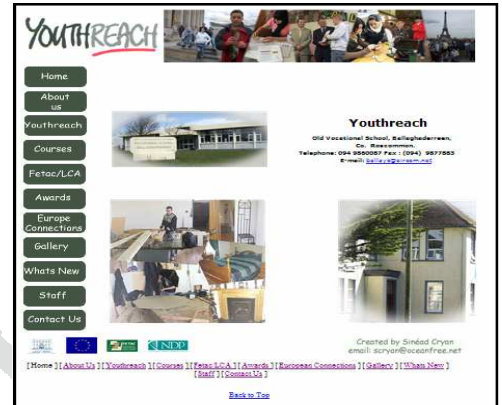 YOUTHREACH
Home
About us
Youthreach
Courses
Fetac/LCA
Awards
Europe Connections
Gallery
Whats New
Staff
Contact Us
Youthreach
Old Vocational School, Ballaghaderreen,
Co. Roscommon.
Telephone: 094 9860087 Fax : (094) 9877883
E-mail:
NDP
Created by Sinéad Cryan
email: scryan@oceanfree.net
[ Home ] [ About Us ] [ Youthreach ] [ Courses ] [ Fetac LCA ] [ Awards ] [ European Connections ] [ Gallery ] [ Whats New ]
[ Staff ] [ Contact Us ]
Back to Top